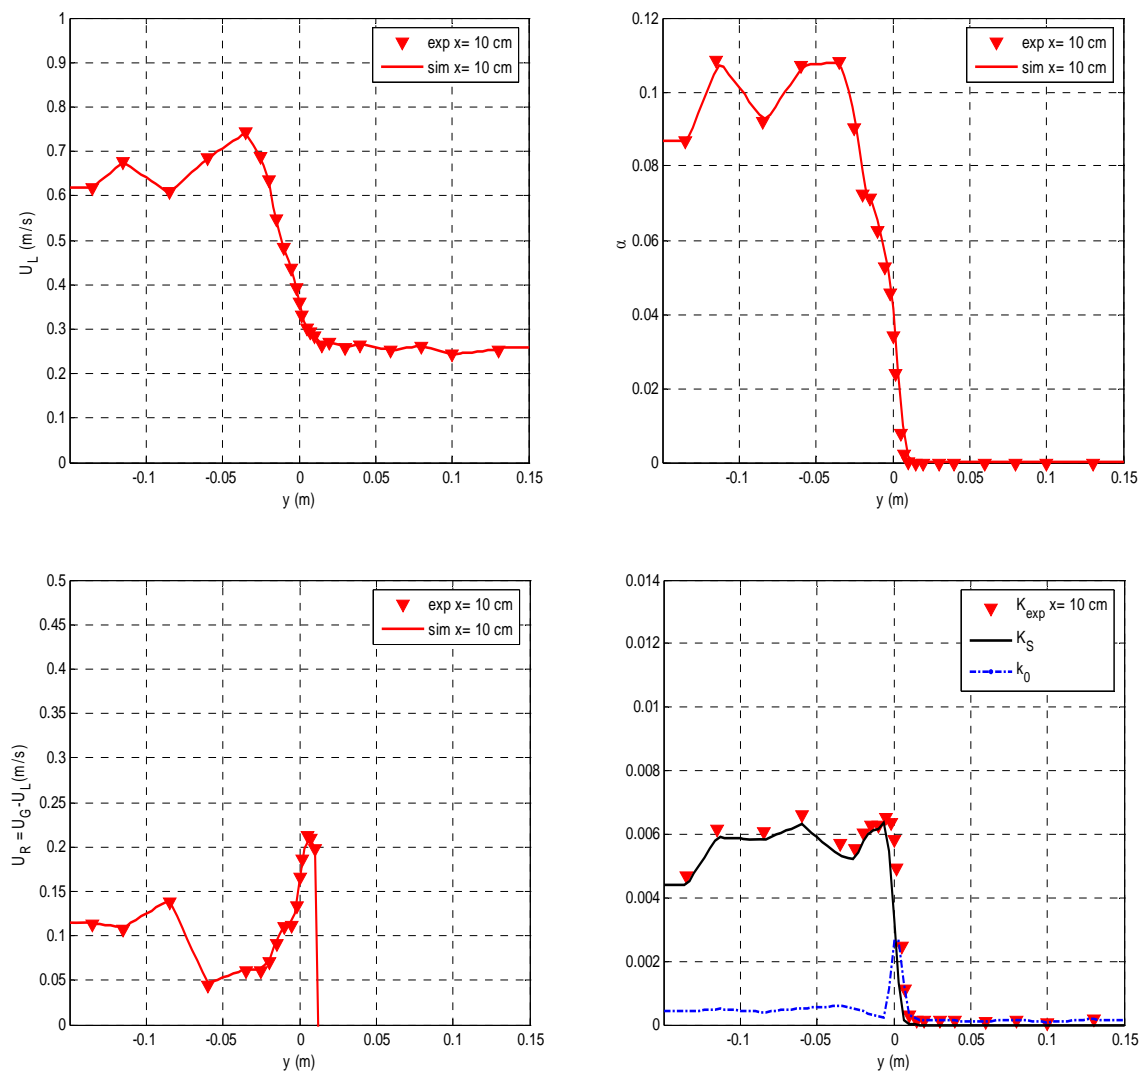 1
0.9
0.8
0.7
0.6
0.5
0.4
0.3
0.2
0.1
0
U_L (m/s)
-0.1 -0.05 0 0.05 0.1 0.15
y (m)
exp x= 10 cm
sim x= 10 cm
0.12
0.1
0.08
0.06
0.04
0.02
0
α
-0.1 -0.05 0 0.05 0.1 0.15
y (m)
exp x= 10 cm
sim x= 10 cm
0.5
0.45
0.4
0.35
0.3
0.25
0.2
0.15
0.1
0.05
0
U_R = U_G-U_L(m/s)
-0.1 -0.05 0 0.05 0.1 0.15
y (m)
exp x= 10 cm
sim x= 10 cm
0.014
0.012
0.01
0.008
0.006
0.004
0.002
0
-0.1 -0.05 0 0.05 0.1 0.15
y (m)
K_exp x= 10 cm
K_S
k_0